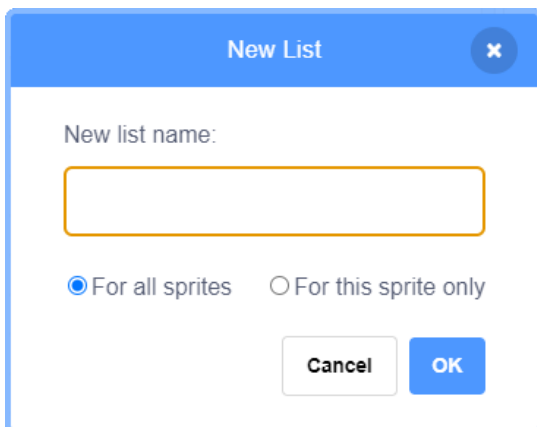 New List
New list name:
For all sprites For this sprite only
Cancel OK